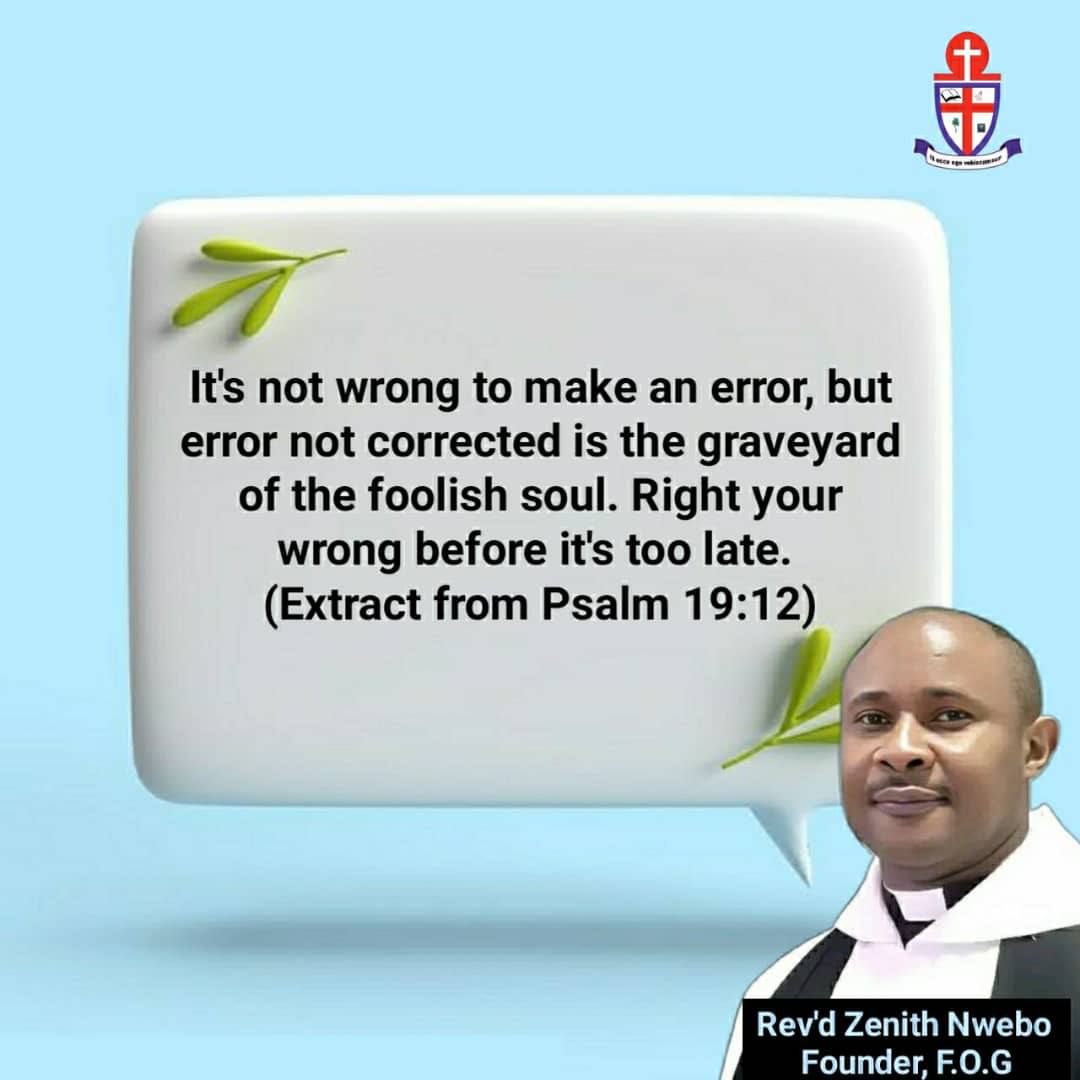 It's not wrong to make an error, but
error not corrected is the graveyard
of the foolish soul. Right your
wrong before it's too late.
(Extract from Psalm 19:12)
Rev'd Zenith Nwebo
Founder, F.O.G